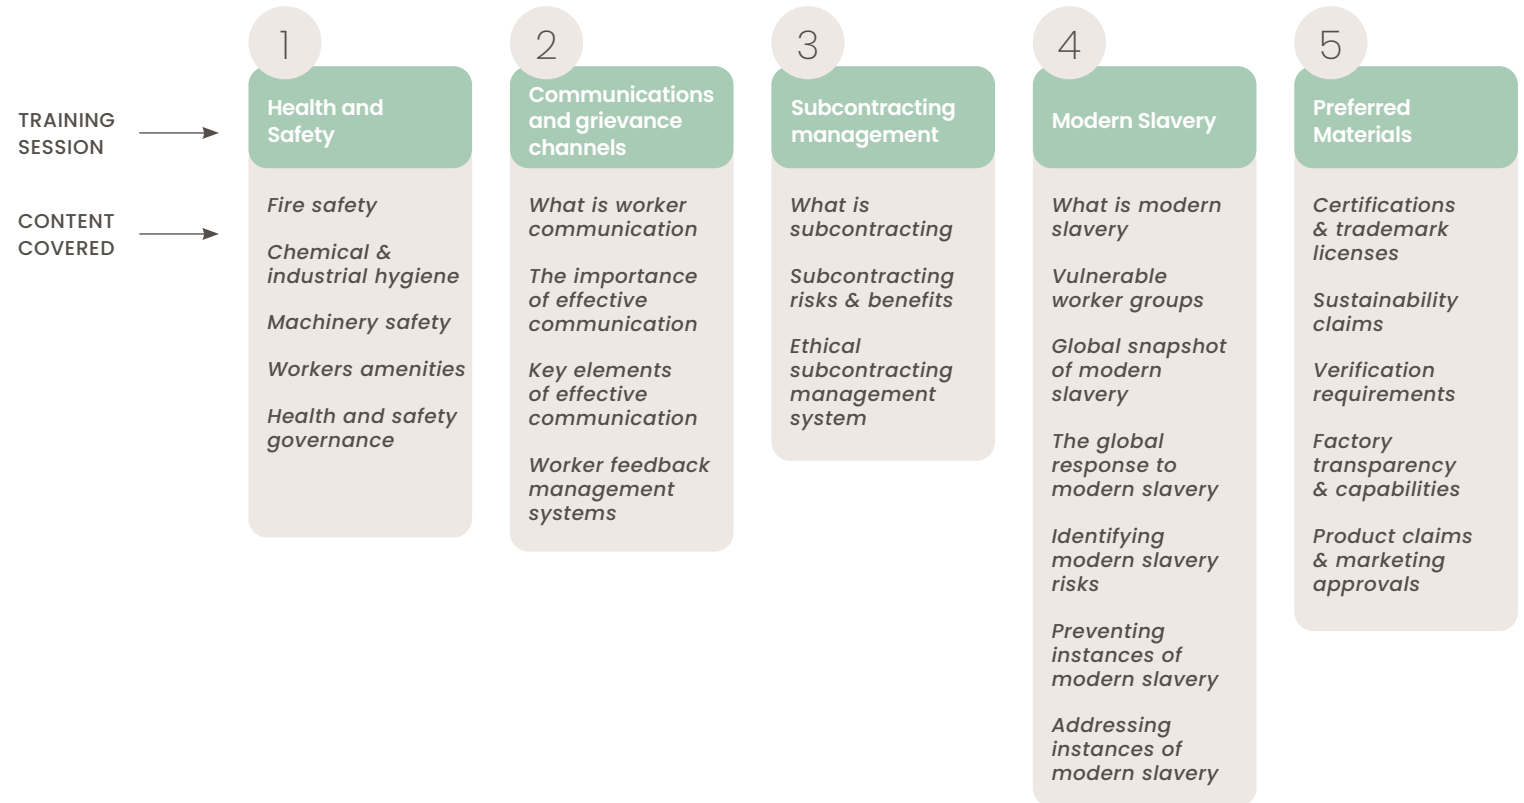 TRAINING
SESSION
CONTENT
COVERED
1
Health and
Safety
Fire safety
Chemical &
industrial hygiene
Machinery safety
Workers amenities
Health and safety
governance
2
Communications
and grievance
channels
What is worker
communication
The importance
of effective
communication
Key elements
of effective
communication
Worker feedback
management
systems
3
Subcontracting
management
What is
subcontracting
Subcontracting
risks & benefits
Ethical
subcontracting
management
system
4
Modern Slavery
What is modern
slavery
Vulnerable
worker groups
Global snapshot
of modern
slavery
The global
response to
modern slavery
Identifying
modern slavery
risks
Preventing
instances of
modern slavery
Addressing
instances of
modern slavery
5
Preferred
Materials
Certifications
& trademark
licenses
Sustainability
claims
Verification
requirements
Factory
transparency
& capabilities
Product claims
& marketing
approvals